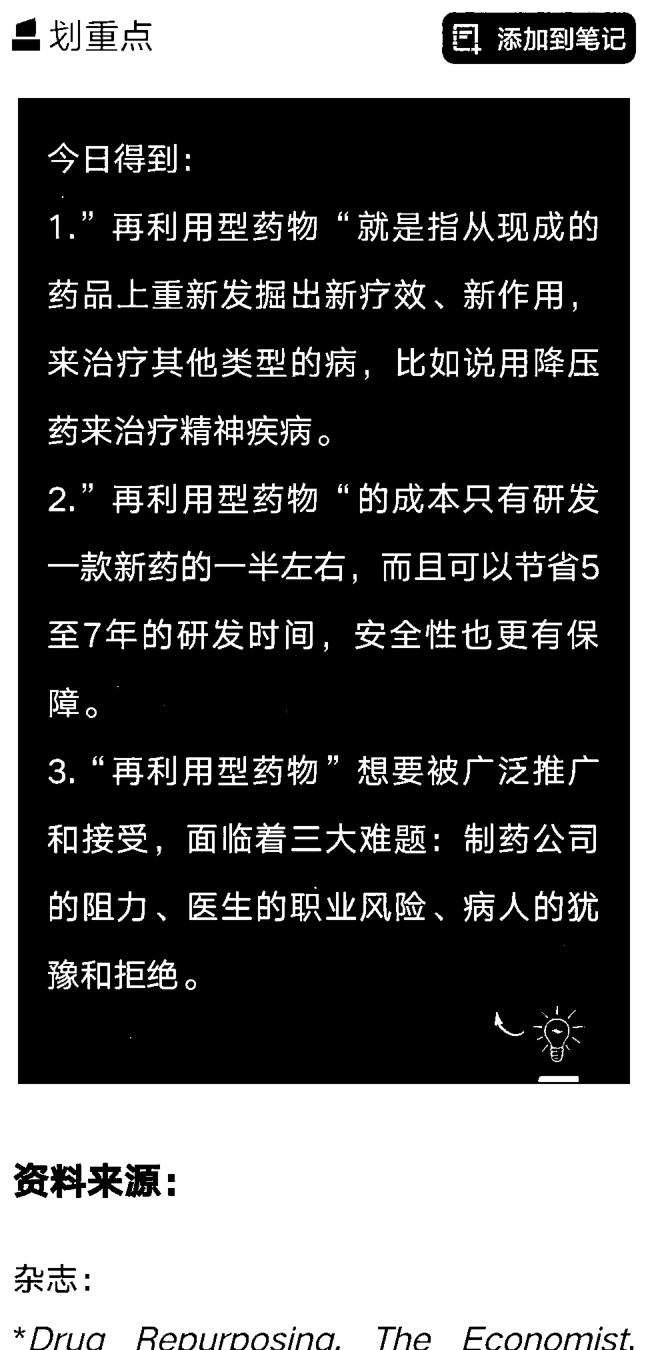 划重点
添加到笔记
今日得到：
1.”再利用型药物“就是指从现成的
药品上重新发掘出新疗效、新作用，
来治疗其他类型的病，比如说用降压
药来治疗精神疾病。
2.”再利用型药物“的成本只有研发
一款新药的一半左右，而且可以节省5
至7年的研发时间，安全性也更有保
障。
3.“再利用型药物”想要被广泛推广
和接受，面临着三大难题：制药公司
的阻力、医生的职业风险、病人的犹
豫和拒绝。
资料来源：
杂志：
*Drug Repurposing, The Economist,